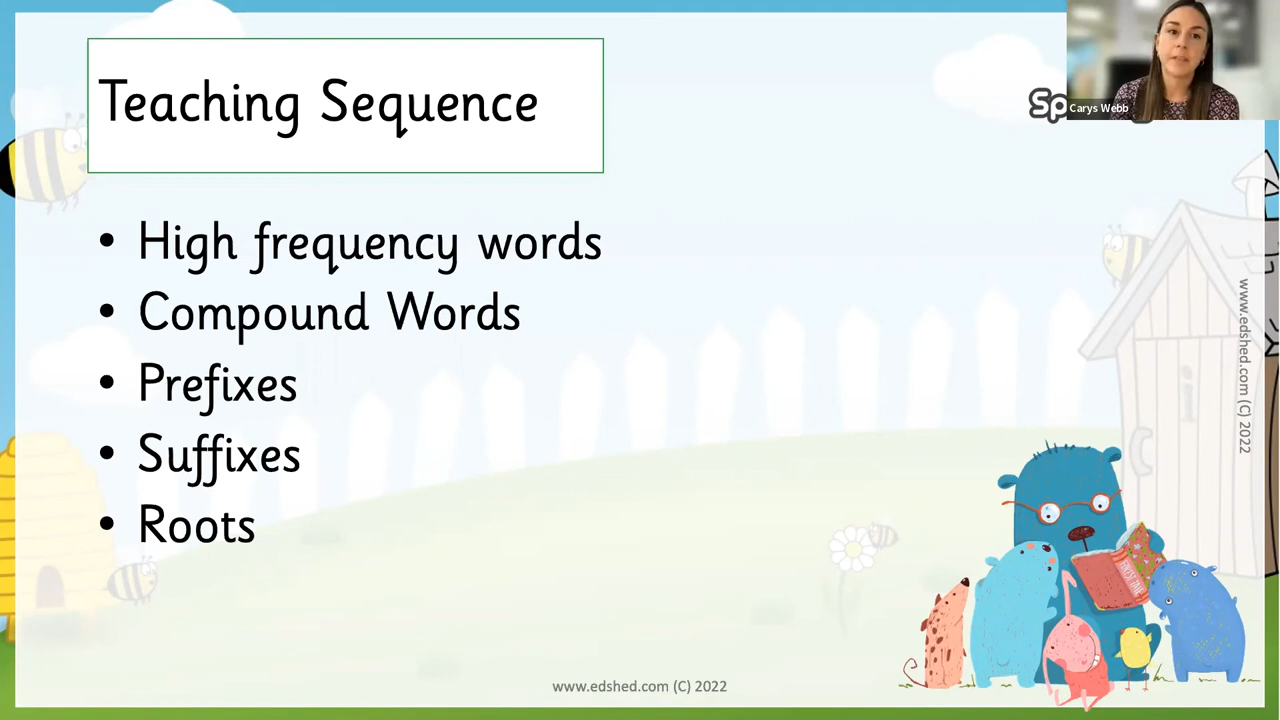 Teaching Sequence
Sp
Carys Webb
• High frequency words
• Compound Words
• Prefixes
• Suffixes
• Roots
www.edshed.com (C) 2022
www.edshed.com (C) 2022